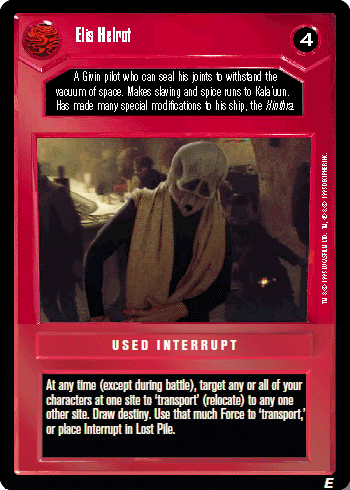 Elis Helrot
4
A Givin pilot who can seal his joints to withstand the
vacuum of space. Makes slaving and spice runs to Kala'uun.
Has made many special modifications to his ship, the Hinthra.
USED INTERRUPT
At any time (except during battle), target any or all of your
characters at one site to 'transport' (relocate) to any one
other site. Draw destiny. Use that much Force to 'transport,'
or place Interrupt in Lost Pile.
E